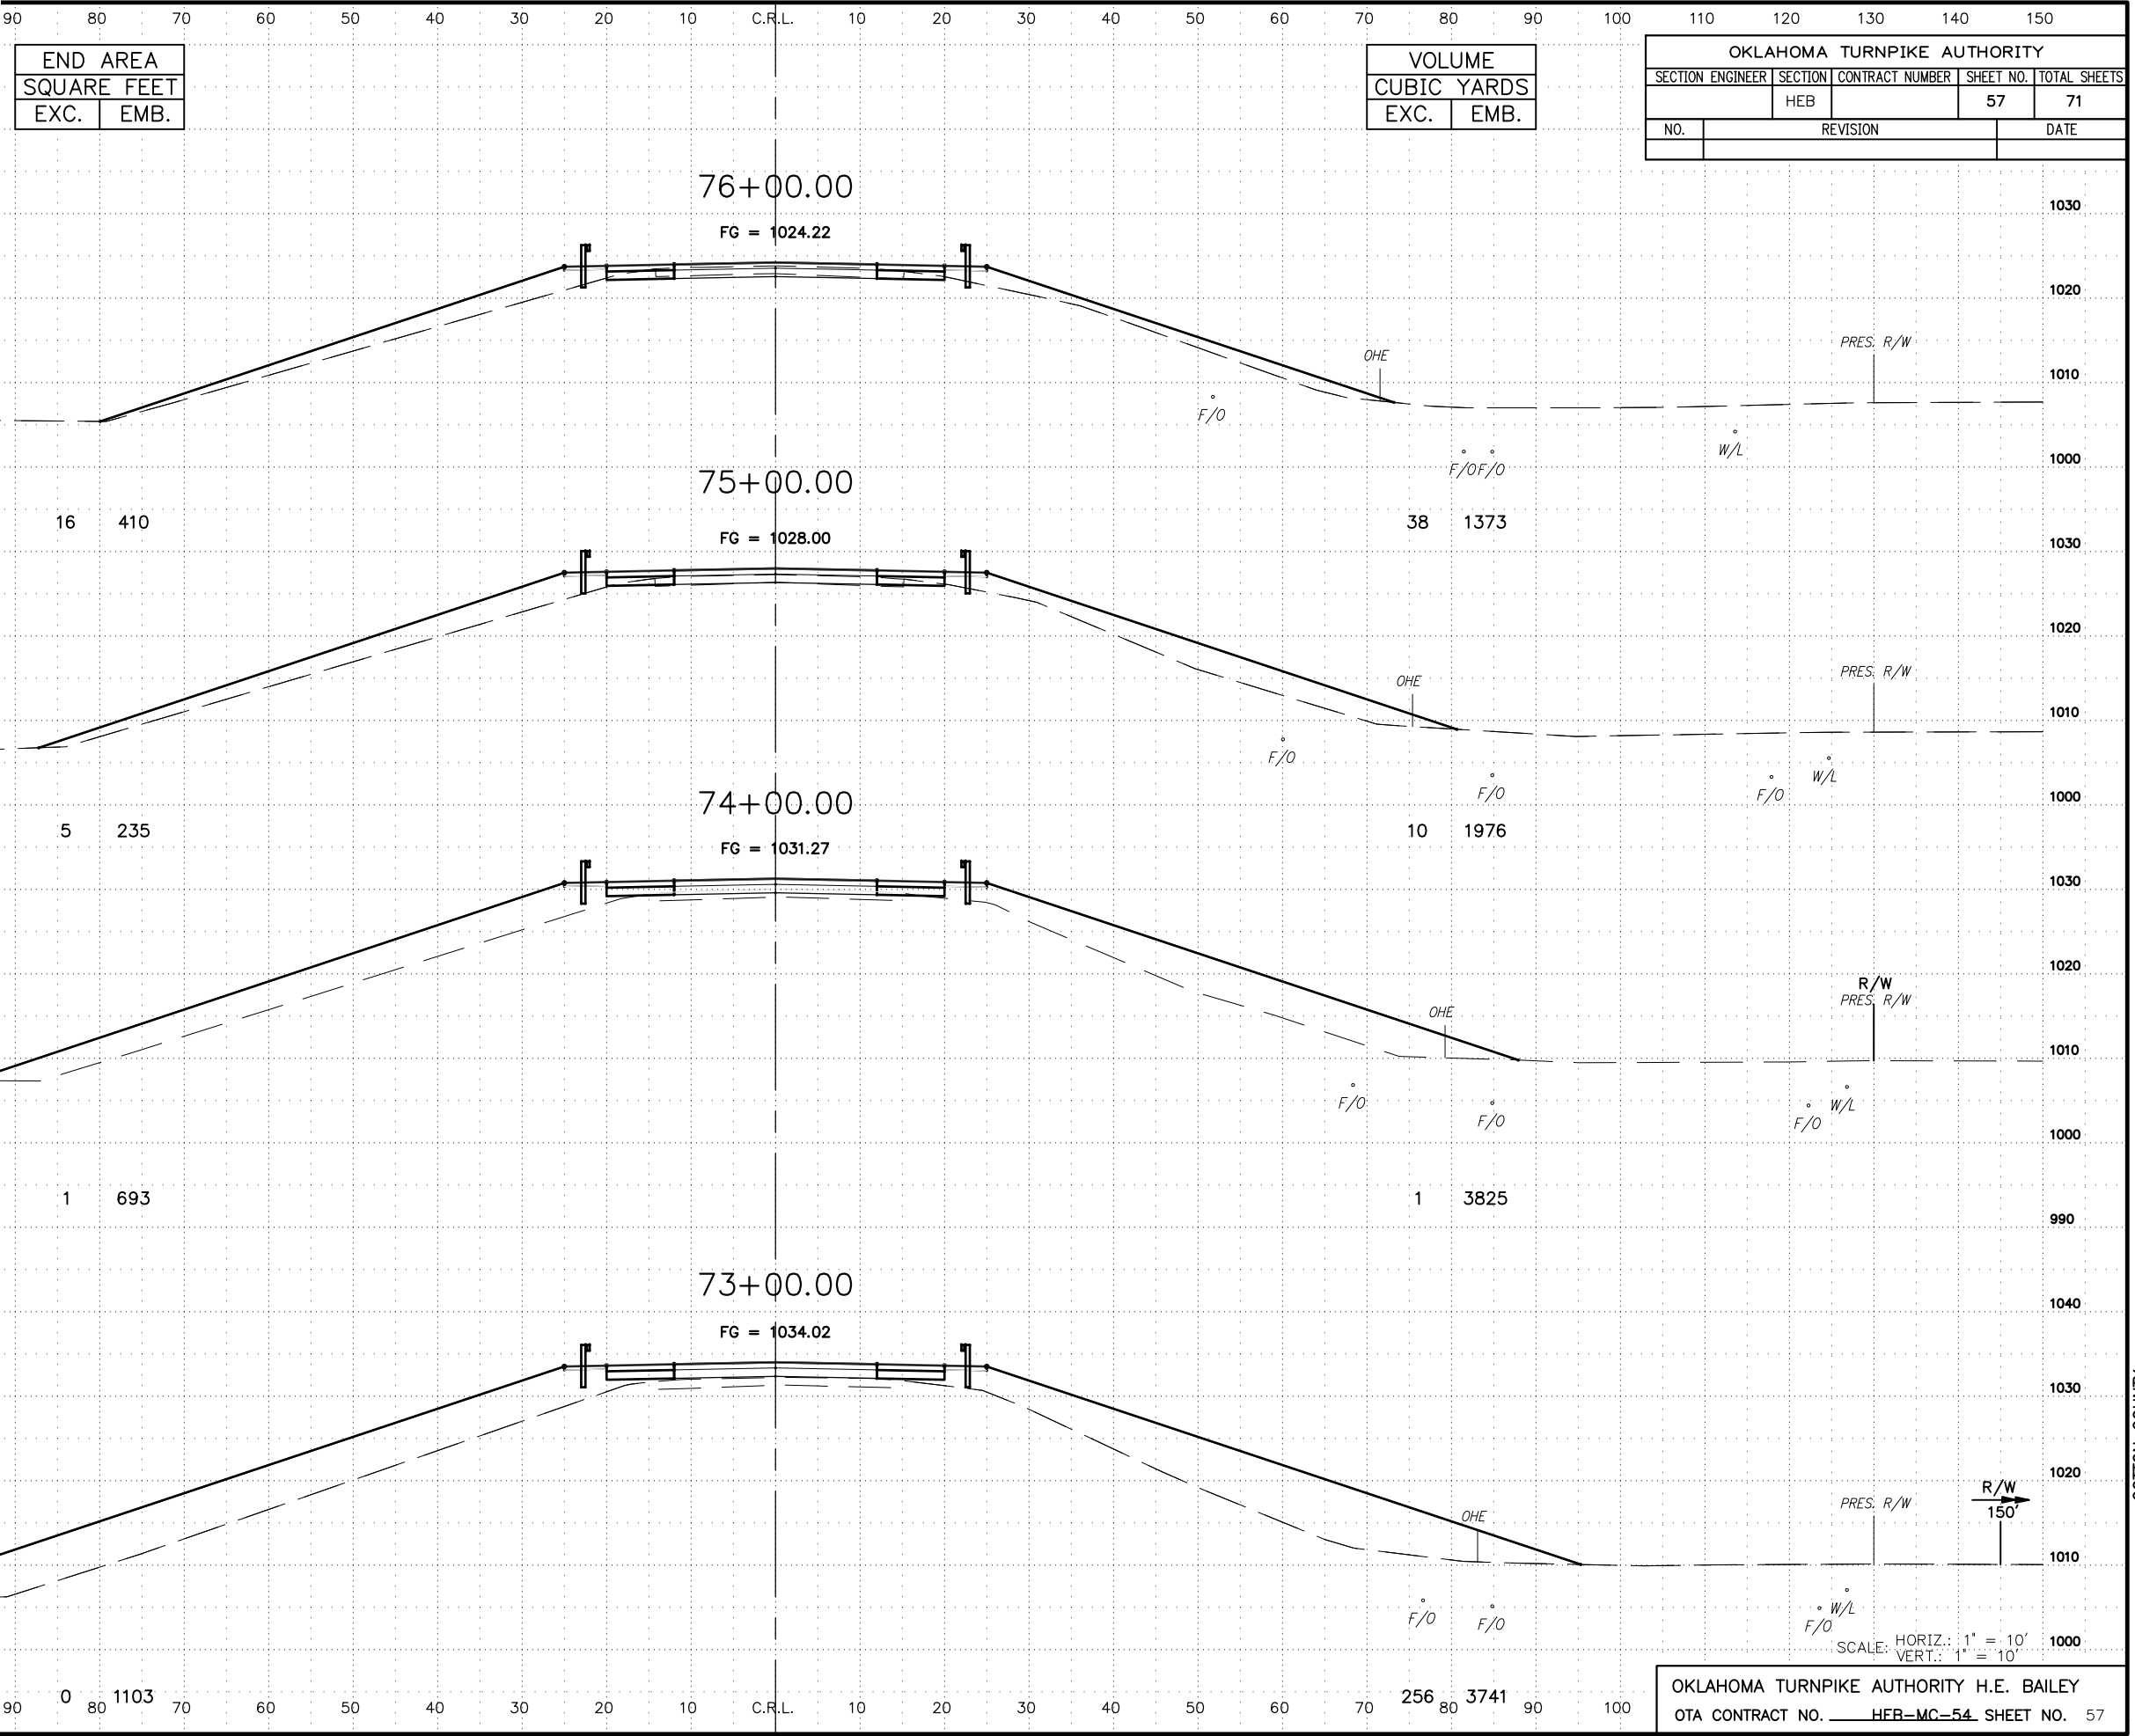 90 80 70 60 50 40 30 20 10 C.R.L. 10 20 30 40 50 60 70 80 90 100 110 120 130 140 150
END AREA
SQUARE FEET
EXC. EMB.
VOLUME
CUBIC YARDS
EXC. EMB.
OKLAHOMA TURNPIKE AUTHORITY
SECTION ENGINEER SECTION CONTRACT NUMBER SHEET NO. TOTAL SHEETS
HEB 57 71
NO. REVISION DATE
76+00.00
1030
FG = 1024.22
1020
PRES. R/W
OHE
1010
F/O
W/L
1000
F/O F/O
75+00.00
16 410
38 1373
FG = 1028.00
1030
1020
PRES. R/W
OHE
1010
F/O
W/L
F/O
F/O
1000
74+00.00
5 235
10 1976
FG = 1031.27
1030
1020
R/W
PRES. R/W
OHE
1010
F/O
W/L
F/O
F/O
1000
1 693
1 3825
990
73+00.00
1040
FG = 1034.02
1030
1020
R/W
PRES. R/W
150'
OHE
1010
F/O
F/O
W/L
F/O
SCALE: HORIZ.: 1" = 10'
VERT.: 1" = 10'
1000
0 1103
256 3741
90 80 70 60 50 40 30 20 10 C.R.L. 10 20 30 40 50 60 70 80 90 100
OKLAHOMA TURNPIKE AUTHORITY H.E. BAILEY
OTA CONTRACT NO. HEB-MC-54 SHEET NO. 57